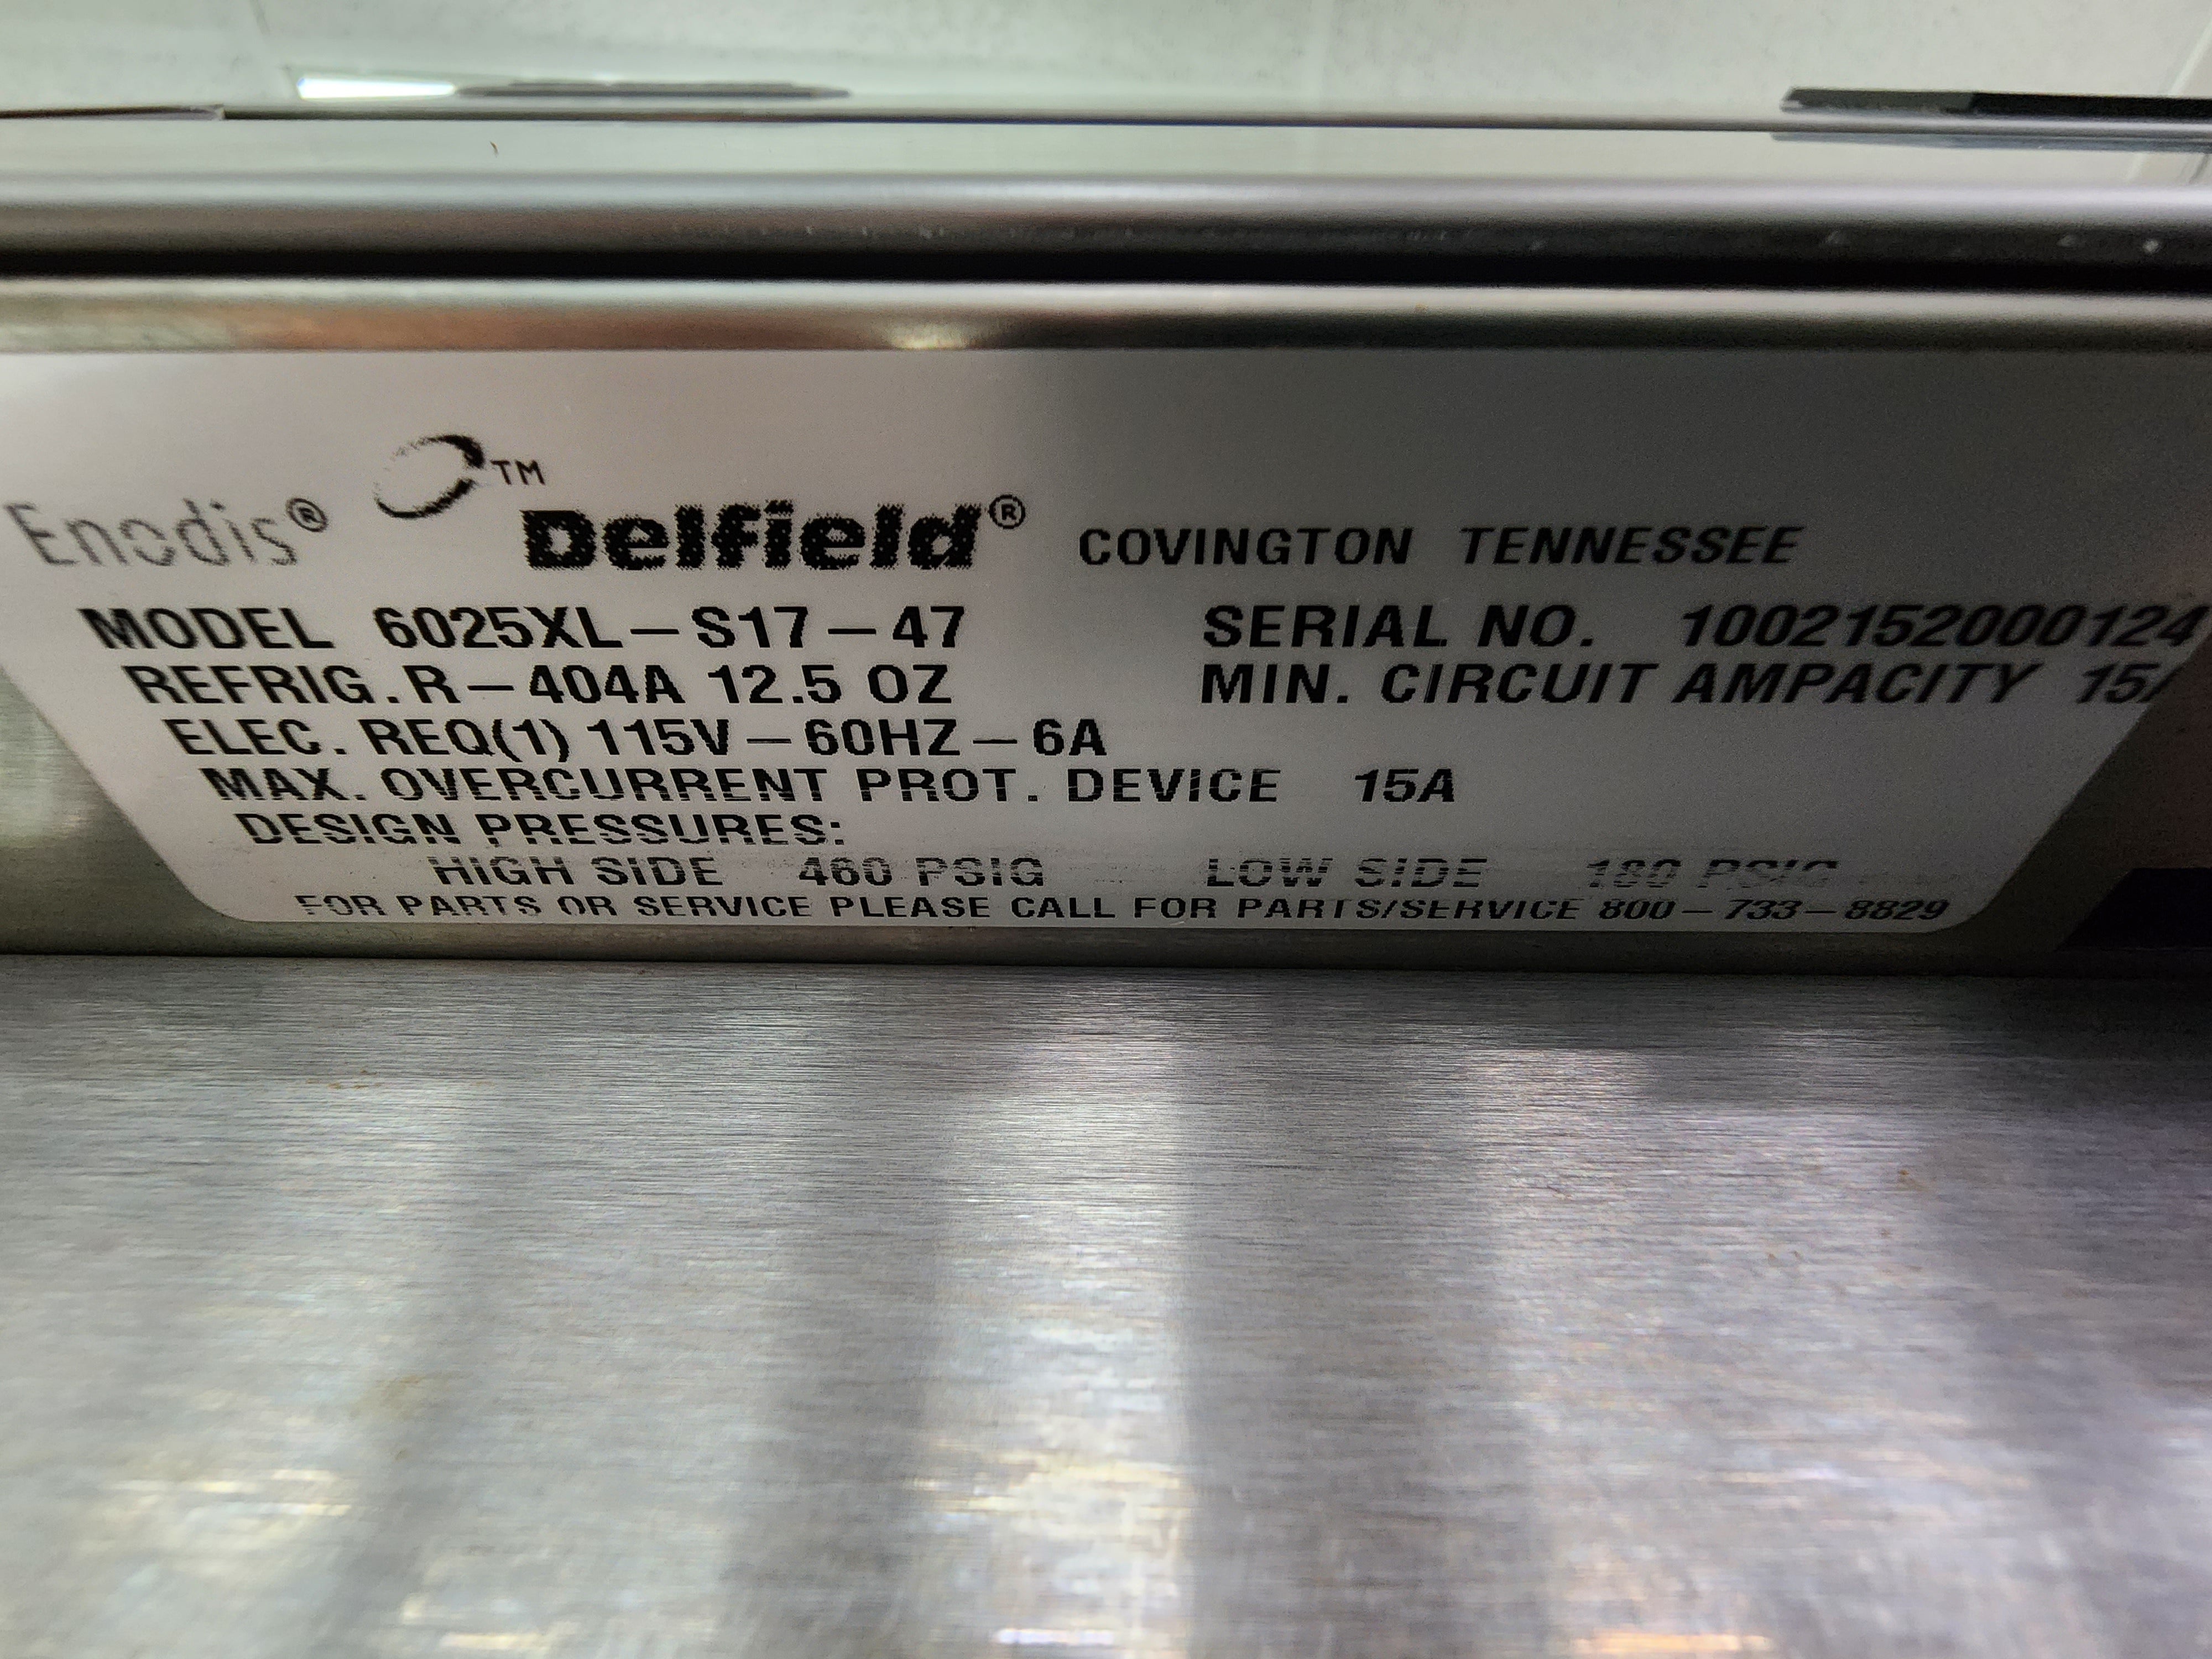 Enodis® ™ Delfield® COVINGTON TENNESSEE
MODEL 6025XL-S17-47 SERIAL NO. 1002152000124
REFRIG. R-404A 12.5 OZ MIN. CIRCUIT AMPACITY
ELEC. REQ(1) 115V-60HZ-6A
MAX. OVERCURRENT PROT. DEVICE 15A
DESIGN PRESSURES:
HIGH SIDE 460 PSIG LOW SIDE PSIG
FOR PARTS OR SERVICE PLEASE CALL FOR PARTS/SERVICE 800-733-8829